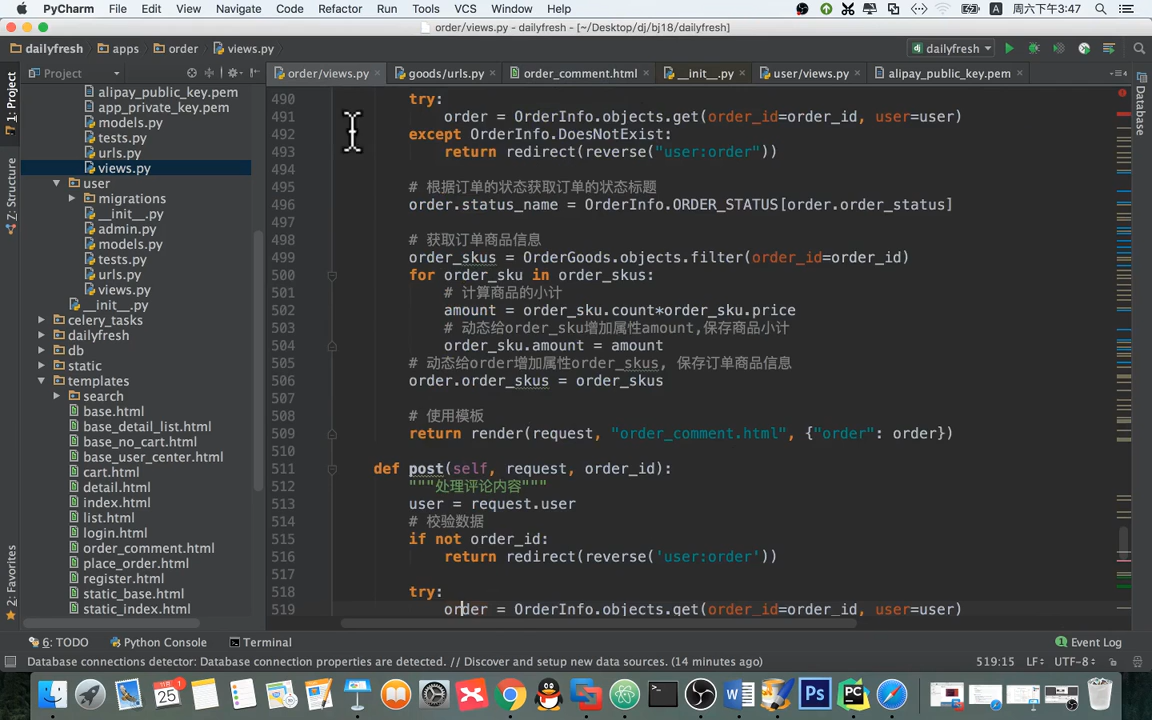 PyCharm File Edit View Navigate Code Refactor Run Tools VCS Window Help A 周六下午3:47
order/views.py - dailyfresh - [~/Desktop/dj/bj18/dailyfresh]
dailyfresh apps order views.py dailyfresh
Project order/views.py goods/urls.py order_comment.html __init__.py user/views.py alipay_public_key.pem
1: Project
Z: Structure
2: Favorites
Database
alipay_public_key.pem
app_private_key.pem
models.py
tests.py
urls.py
views.py
user
migrations
__init__.py
admin.py
models.py
tests.py
urls.py
views.py
__init__.py
celery_tasks
dailyfresh
db
static
templates
search
base.html
base_detail_list.html
base_no_cart.html
base_user_center.html
cart.html
detail.html
index.html
list.html
login.html
order_comment.html
place_order.html
register.html
static_base.html
static_index.html
490 try:
491 order = OrderInfo.objects.get(order_id=order_id, user=user)
492 except OrderInfo.DoesNotExist:
493 return redirect(reverse("user:order"))
494
495 # 根据订单的状态获取订单的状态标题
496 order.status_name = OrderInfo.ORDER_STATUS[order.order_status]
497
498 # 获取订单商品信息
499 order_skus = OrderGoods.objects.filter(order_id=order_id)
500 for order_sku in order_skus:
501 # 计算商品的小计
502 amount = order_sku.count*order_sku.price
503 # 动态给order_sku增加属性amount,保存商品小计
504 order_sku.amount = amount
505 # 动态给order增加属性order_skus, 保存订单商品信息
506 order.order_skus = order_skus
507
508 # 使用模板
509 return render(request, "order_comment.html", {"order": order})
510
511 def post(self, request, order_id):
512 """处理评论内容"""
513 user = request.user
514 # 校验数据
515 if not order_id:
516 return redirect(reverse('user:order'))
517
518 try:
519 order = OrderInfo.objects.get(order_id=order_id, user=user)
6: TODO Python Console Terminal Event Log
Database connections detector: Database connection properties are detected. // Discover and setup new data sources. (14 minutes ago) 519:15 LF÷ UTF-8÷